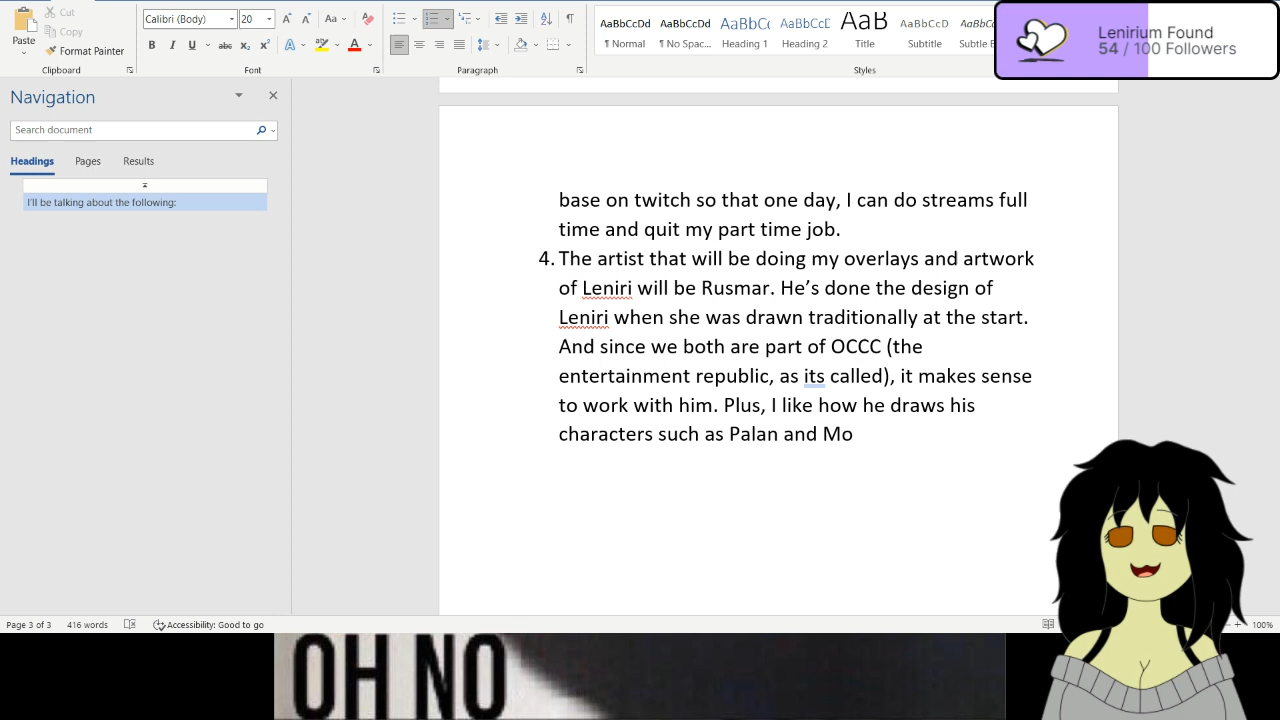 Cut
Copy
Format Painter
Paste
Clipboard
Calibri (Body)
20
Aa
B I U abc x2 x2 A A
Font
Paragraph
AaBbCcDd AaBbCcDd AaBbC AaBbCcD AaB AaBbCcD
¶ Normal ¶ No Spac... Heading 1 Heading 2 Title Subtitle Subtle
Styles
Lenirium Found
54 / 100 Followers
Navigation
Search document
Headings Pages Results
I'll be talking about the following:
base on twitch so that one day, I can do streams full
time and quit my part time job.
4. The artist that will be doing my overlays and artwork
of Leniri will be Rusmar. He’s done the design of
Leniri when she was drawn traditionally at the start.
And since we both are part of OCCC (the
entertainment republic, as its called), it makes sense
to work with him. Plus, I like how he draws his
characters such as Palan and Mo
Page 3 of 3 416 words Accessibility: Good to go
100%
OH NO